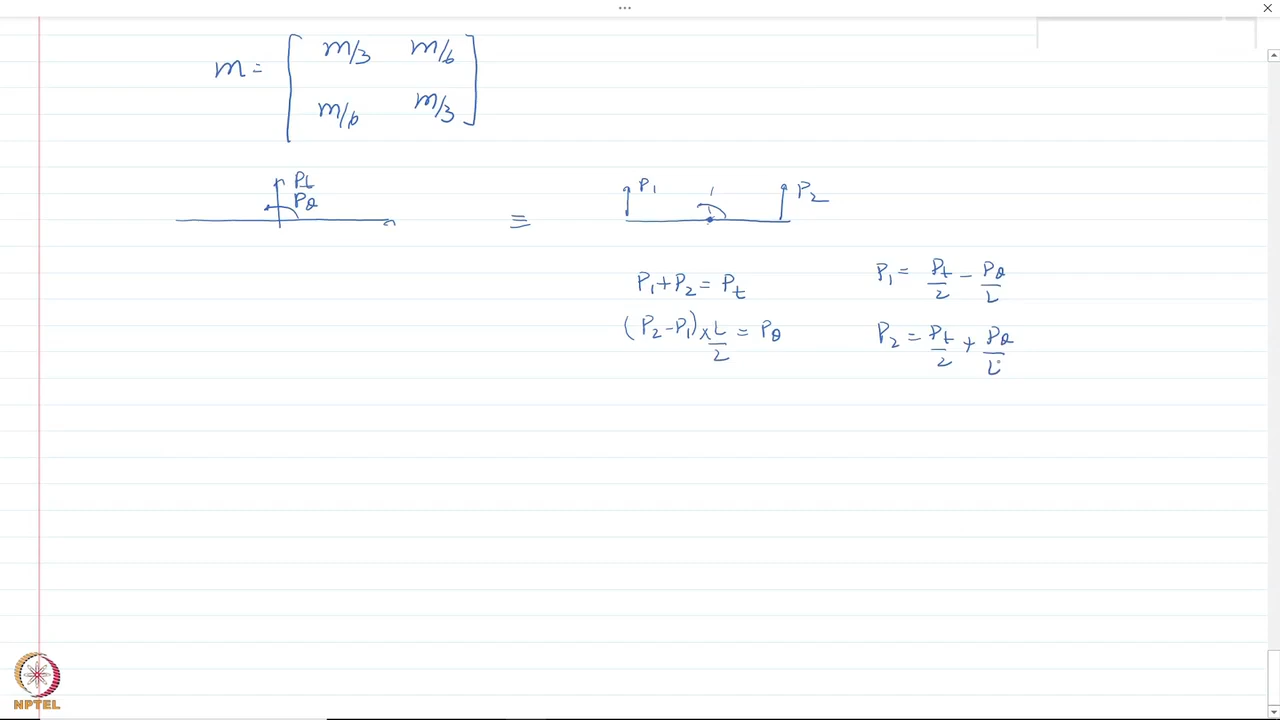 m = [ m/3 m/6
m/6 m/3 ]
Pt
Pθ
≡
P1
P2
P1 + P2 = Pt
(P2 - P1) × L/2 = Pθ
P1 = Pt/2 - Pθ/L
P2 = Pt/2 + Pθ/L
NPTEL